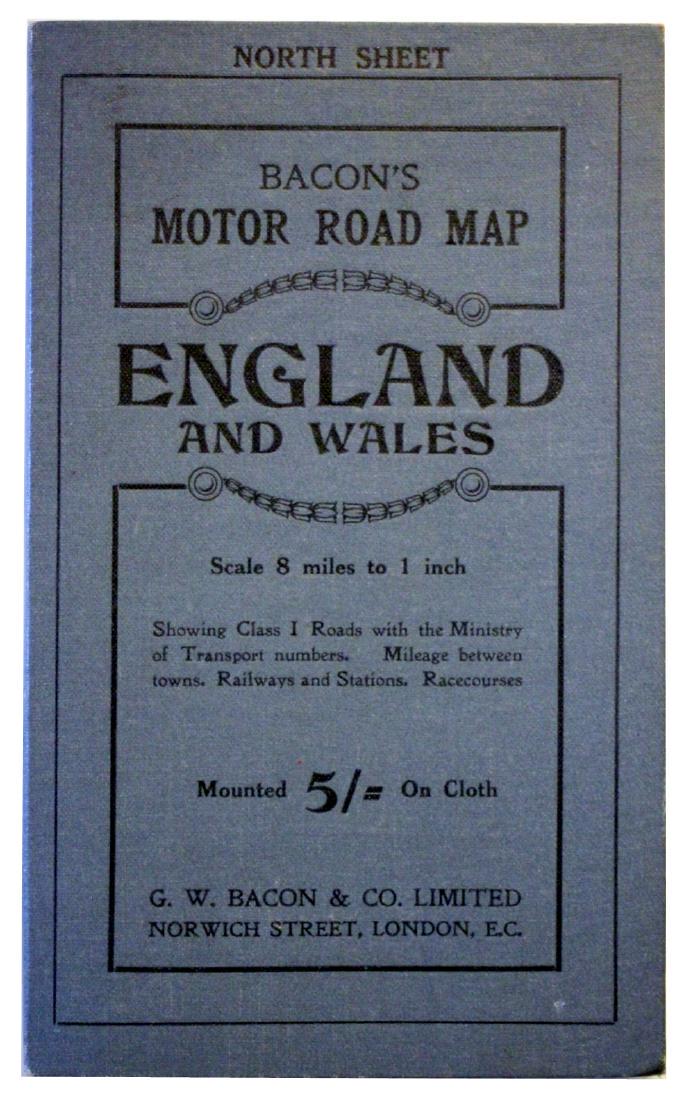 NORTH SHEET
BACON'S
MOTOR ROAD MAP
ENGLAND
AND WALES
Scale 8 miles to 1 inch
Showing Class I Roads with the Ministry
of Transport numbers. Mileage between
towns. Railways and Stations. Racecourses
Mounted 5/= On Cloth
G. W. BACON & CO. LIMITED
NORWICH STREET, LONDON, E.C.